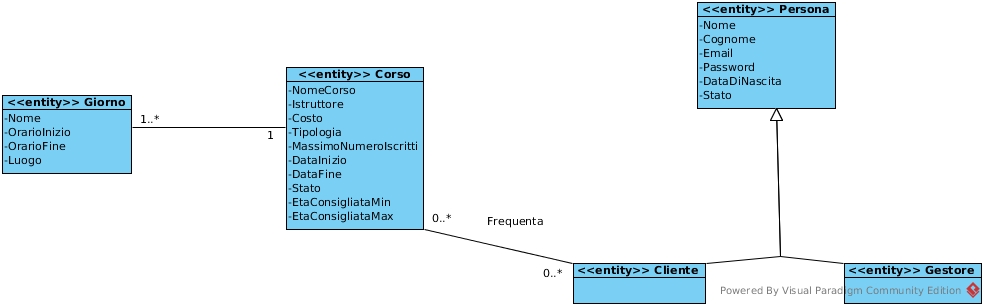 <<entity>> Persona
-Nome
-Cognome
-Email
-Password
-DataDiNascita
-Stato
<<entity>> Corso
-NomeCorso
-Istruttore
-Costo
-Tipologia
-MassimoNumeroIscritti
-DataInizio
-DataFine
-Stato
-EtaConsigliataMin
-EtaConsigliataMax
<<entity>> Giorno
-Nome
-OrarioInizio
-OrarioFine
-Luogo
1..*
1
0..*
Frequenta
0..*
<<entity>> Cliente
<<entity>> Gestore
Powered By Visual Paradigm Community Edition